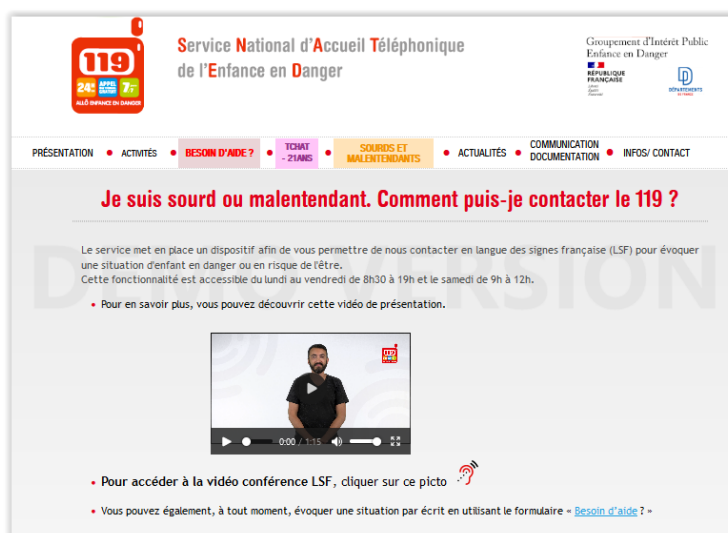 119
24h/ APPEL GRATUIT 7j/
ALLÔ ENFANCE EN DANGER
Service National d'Accueil Téléphonique
de l'Enfance en Danger
Groupement d'Intérêt Public
Enfance en Danger
RÉPUBLIQUE
FRANÇAISE
DÉPARTEMENTS
DE FRANCE
PRÉSENTATION • ACTIVITÉS • BESOIN D'AIDE ? • TCHAT - 21ANS • SOURDS ET MALENTENDANTS • ACTUALITÉS • COMMUNICATION DOCUMENTATION • INFOS/ CONTACT
Je suis sourd ou malentendant. Comment puis-je contacter le 119 ?
DEMO VERSION
Le service met en place un dispositif afin de vous permettre de nous contacter en langue des signes française (LSF) pour évoquer
une situation d'enfant en danger ou en risque de l'être.
Cette fonctionnalité est accessible du lundi au vendredi de 8h30 à 19h et le samedi de 9h à 12h.
• Pour en savoir plus, vous pouvez découvrir cette vidéo de présentation.
119
0:00 / 1:15
• Pour accéder à la vidéo conférence LSF, cliquer sur ce picto
• Vous pouvez également, à tout moment, évoquer une situation par écrit en utilisant le formulaire « Besoin d'aide ? »